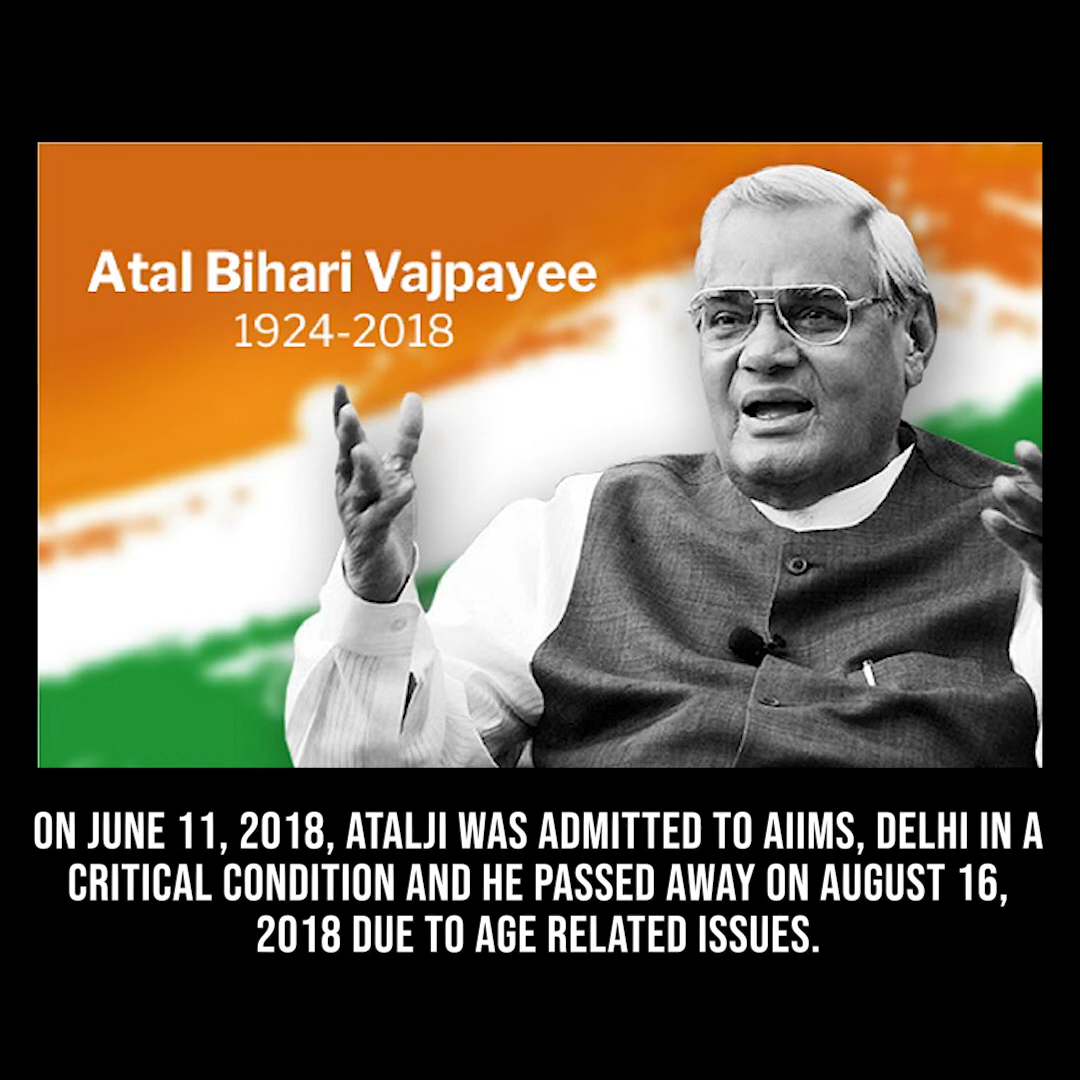 Atal Bihari Vajpayee
1924-2018
ON JUNE 11, 2018, ATALJI WAS ADMITTED TO AIIMS, DELHI IN A
CRITICAL CONDITION AND HE PASSED AWAY ON AUGUST 16,
2018 DUE TO AGE RELATED ISSUES.